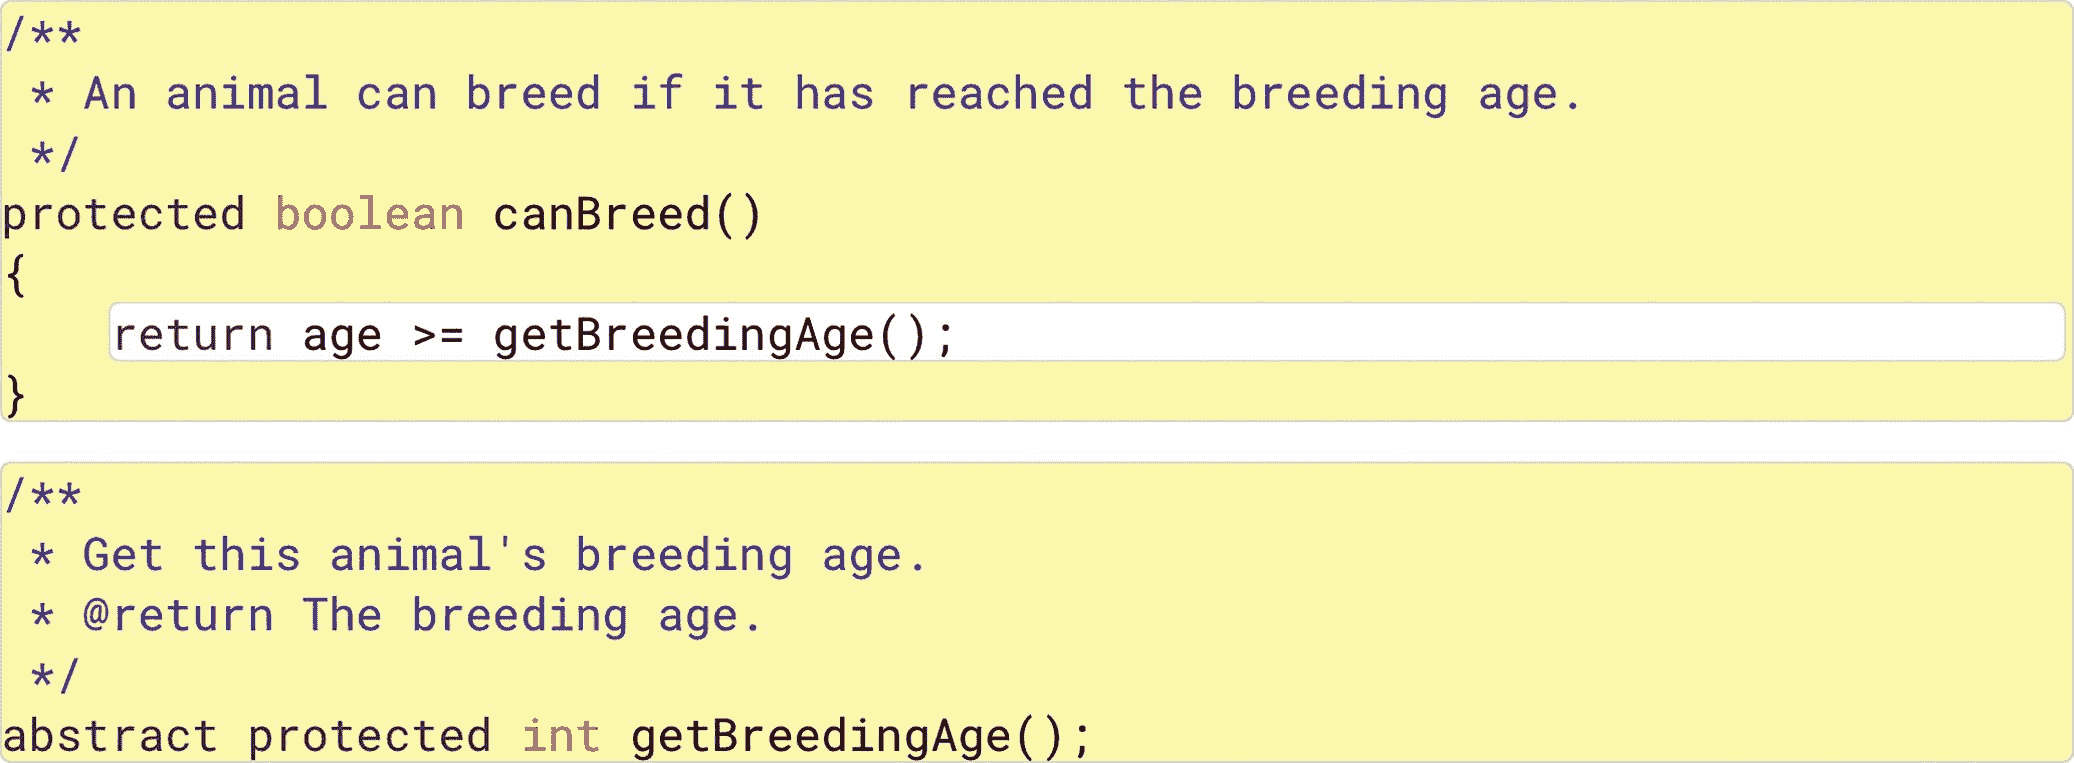 /**
 * An animal can breed if it has reached the breeding age.
 */
protected boolean canBreed()
{
    return age >= getBreedingAge();
}
/**
 * Get this animal's breeding age.
 * @return The breeding age.
 */
abstract protected int getBreedingAge();